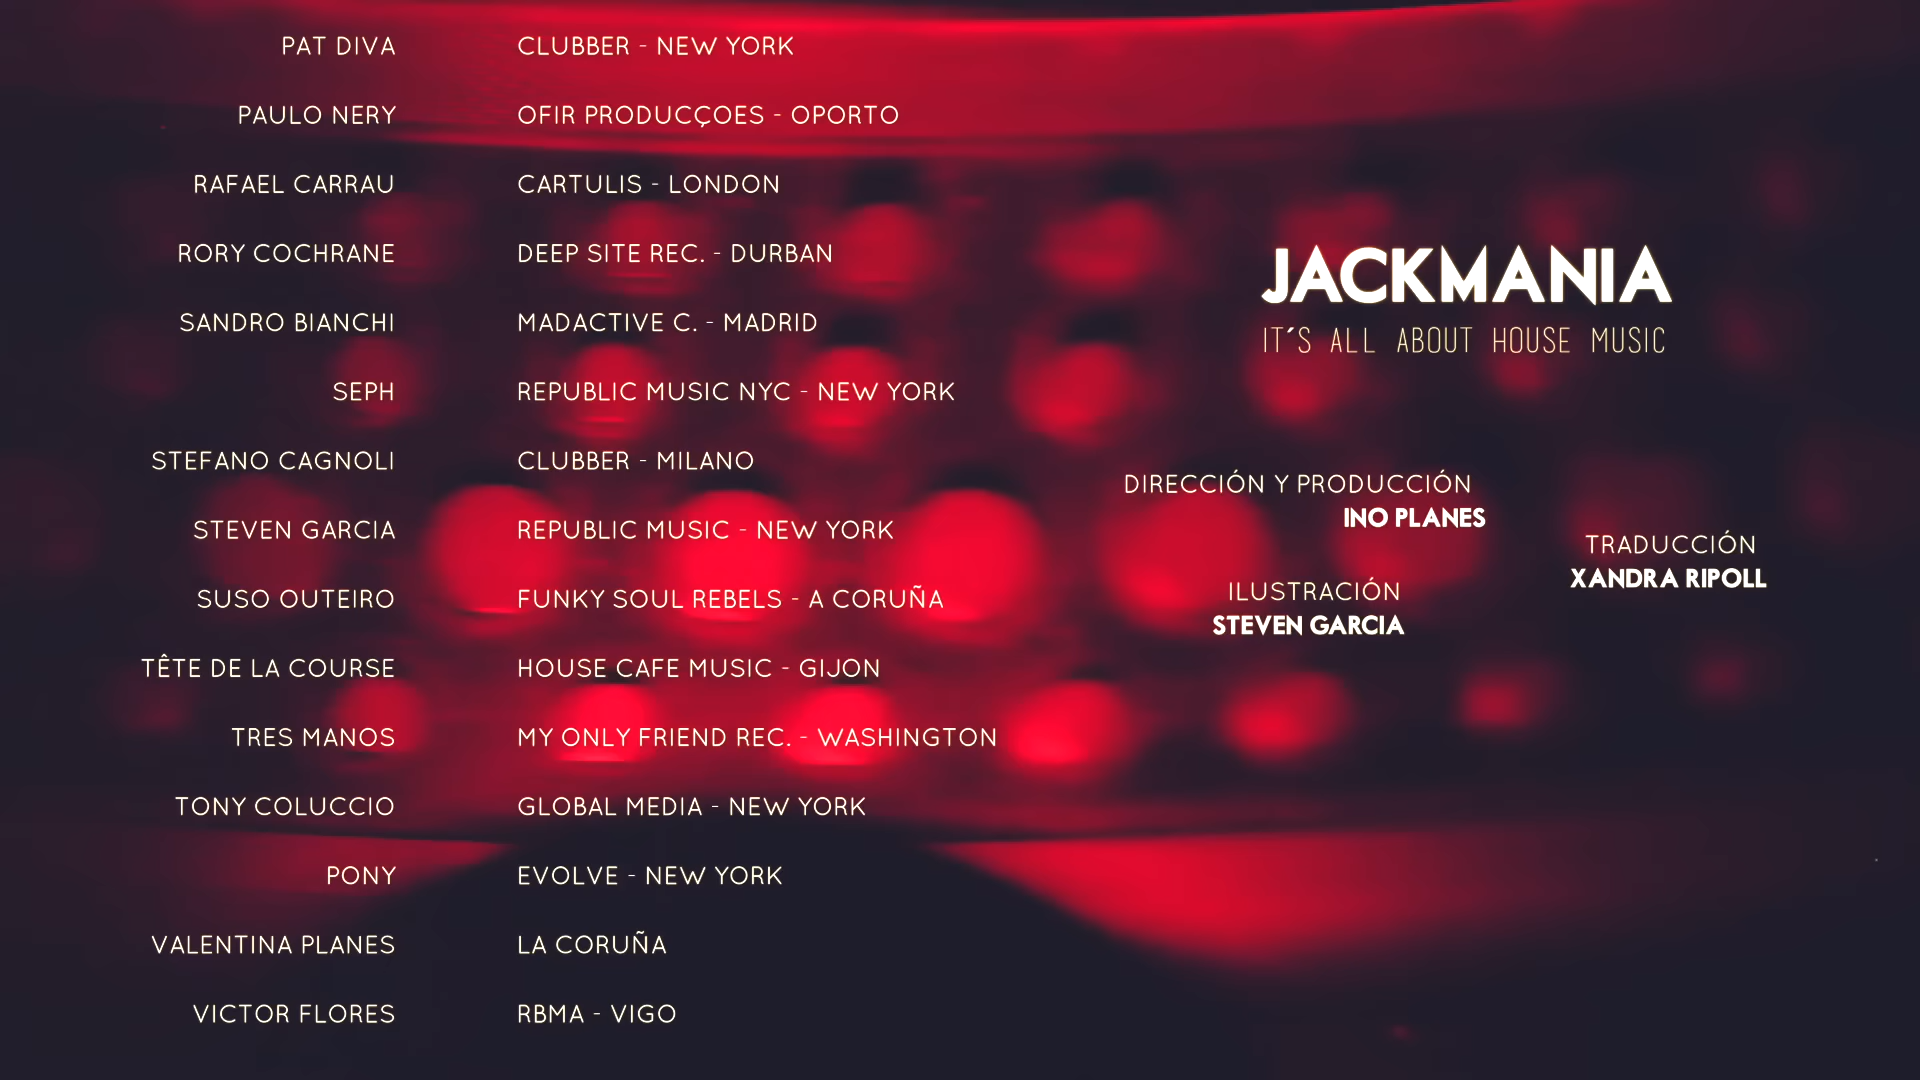 PAT DIVA CLUBBER - NEW YORK
PAULO NERY OFIR PRODUCÇOES - OPORTO
RAFAEL CARRAU CARTULIS - LONDON
RORY COCHRANE DEEP SITE REC. - DURBAN
SANDRO BIANCHI MADACTIVE C. - MADRID
SEPH REPUBLIC MUSIC NYC - NEW YORK
STEFANO CAGNOLI CLUBBER - MILANO
STEVEN GARCIA REPUBLIC MUSIC - NEW YORK
SUSO OUTEIRO FUNKY SOUL REBELS - A CORUÑA
TÊTE DE LA COURSE HOUSE CAFE MUSIC - GIJON
TRES MANOS MY ONLY FRIEND REC. - WASHINGTON
TONY COLUCCIO GLOBAL MEDIA - NEW YORK
PONY EVOLVE - NEW YORK
VALENTINA PLANES LA CORUÑA
VICTOR FLORES RBMA - VIGO
JACKMANIA
IT´S ALL ABOUT HOUSE MUSIC
DIRECCIÓN Y PRODUCCIÓN
INO PLANES
ILUSTRACIÓN
STEVEN GARCIA
TRADUCCIÓN
XANDRA RIPOLL